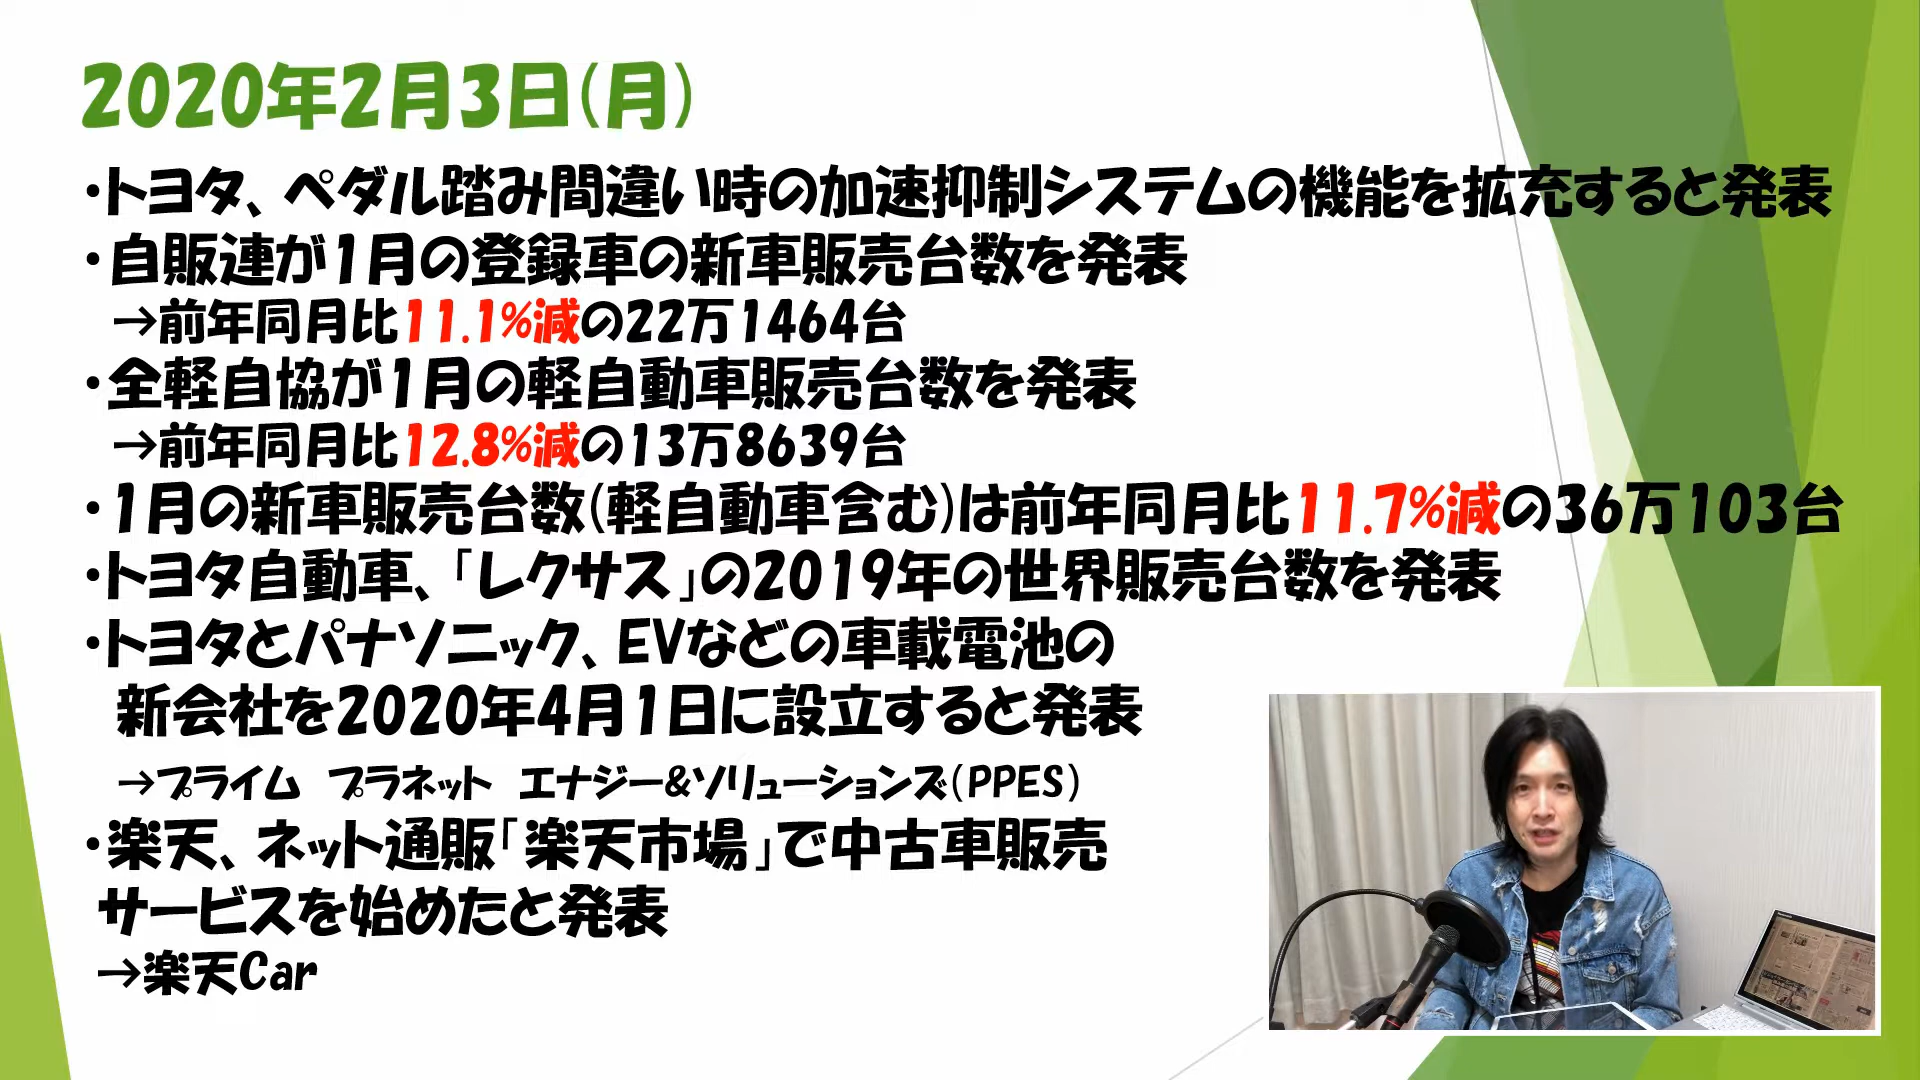 2020年2月3日(月)
・トヨタ、ペダル踏み間違い時の加速抑制システムの機能を拡充すると発表
・自販連が1月の登録車の新車販売台数を発表
→前年同月比11.1%減の22万1464台
・全軽自協が1月の軽自動車販売台数を発表
→前年同月比12.8%減の13万8639台
・1月の新車販売台数(軽自動車含む)は前年同月比11.7%減の36万103台
・トヨタ自動車、「レクサス」の2019年の世界販売台数を発表
・トヨタとパナソニック、EVなどの車載電池の
新会社を2020年4月1日に設立すると発表
→プライム　プラネット　エナジー&ソリューションズ(PPES)
・楽天、ネット通販「楽天市場」で中古車販売
サービスを始めたと発表
→楽天Car